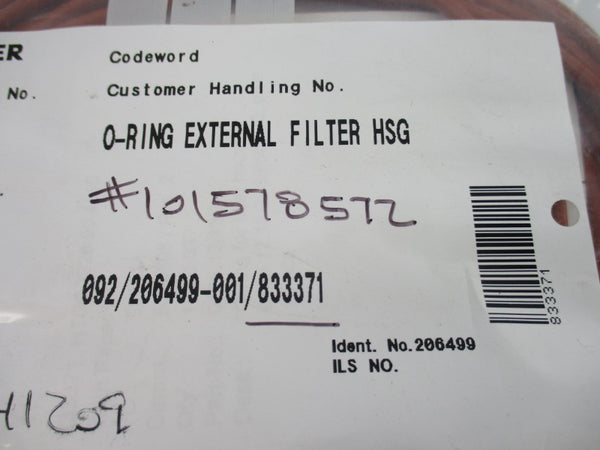 ER
Codeword
No.
Customer Handling No.
O-RING EXTERNAL FILTER HSG
#101578572
092/206499-001/833371
833371
Ident. No.206499
ILS NO.